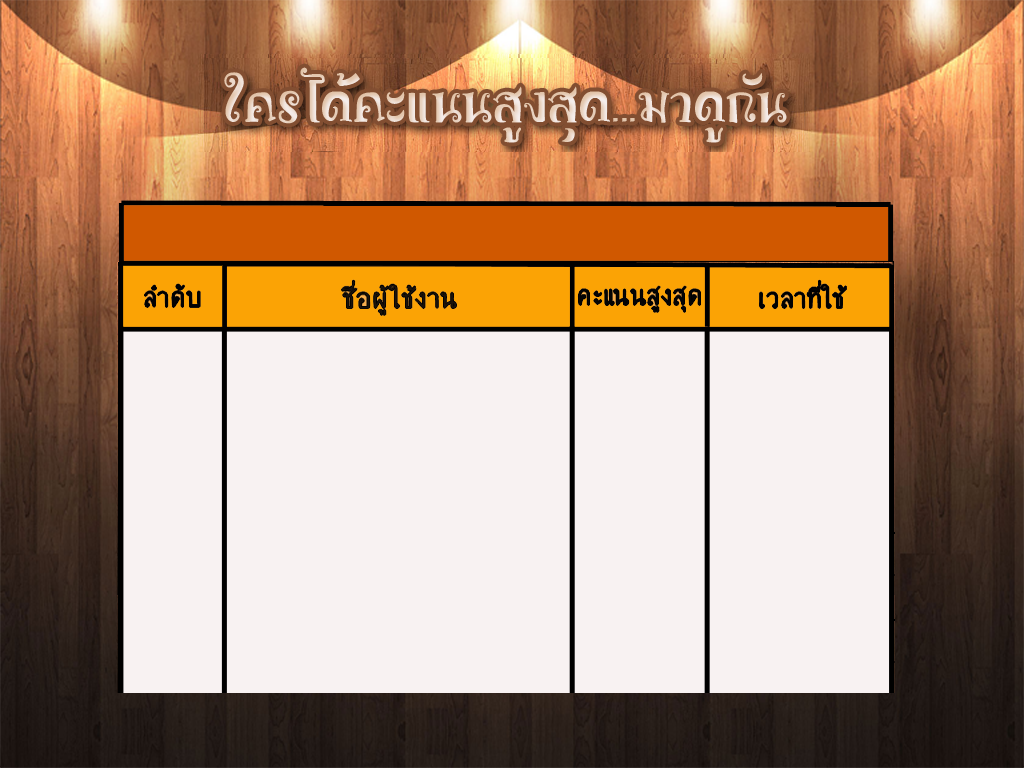 ใครได้คะแนนสูงสุด...มาดูกัน
ลำดับ ชื่อผู้ใช้งาน คะแนนสูงสุด เวลาที่ใช้